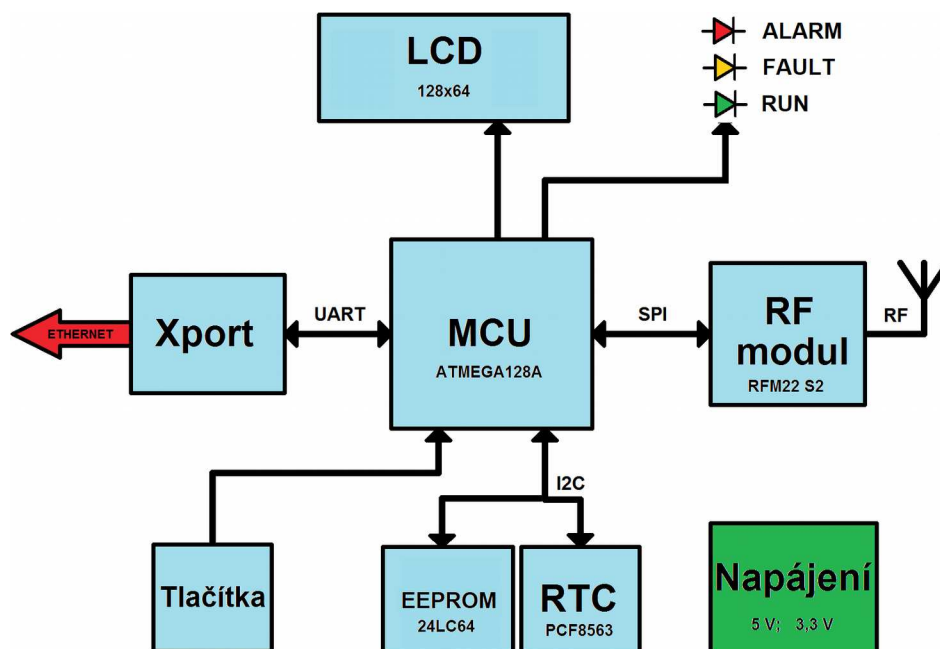 LCD
128x64
ALARM
FAULT
RUN
ETHERNET
Xport
UART
MCU
ATMEGA128A
SPI
RF
modul
RFM22 S2
RF
I2C
Tlačítka
EEPROM
24LC64
RTC
PCF8563
Napájení
5 V; 3,3 V